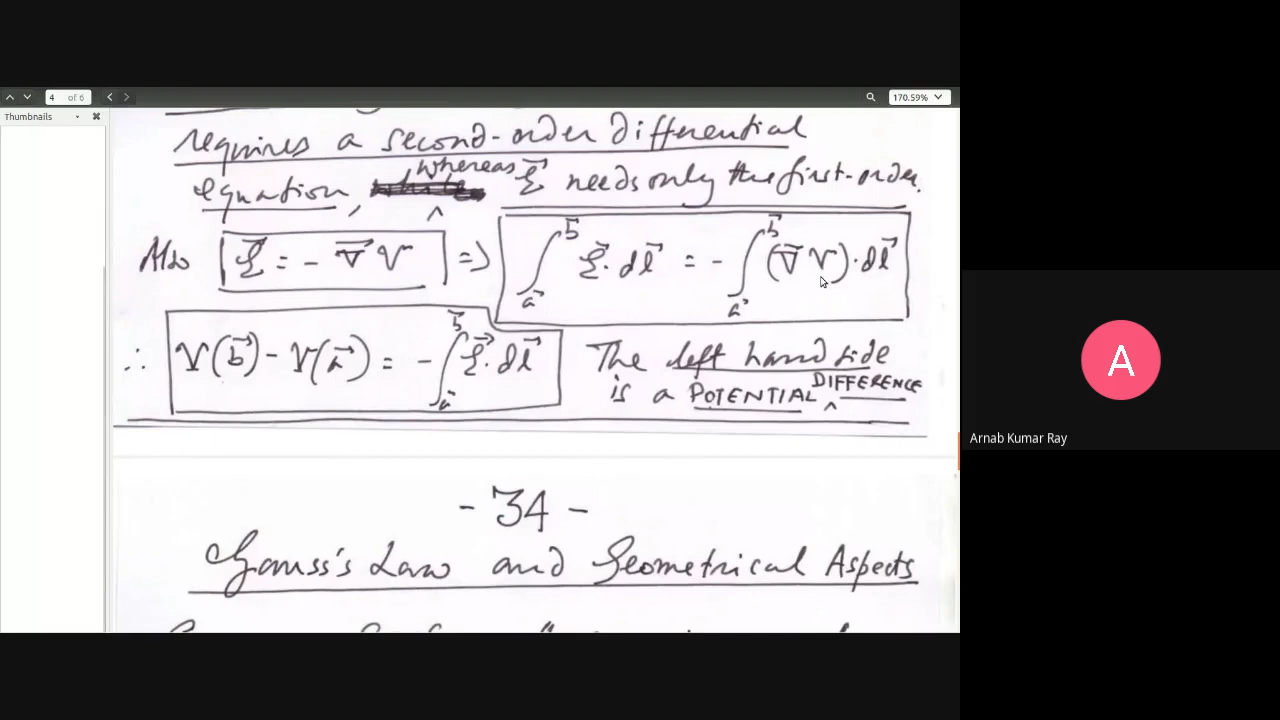 4 of 6
170.59%
Thumbnails
requires a second-order differential
equation, whereas ξ⃗ needs only the first-order.
Also ξ⃗ = - ∇⃗ V => ∫_a⃗^b⃗ ξ⃗ · dl⃗ = - ∫_a⃗^b⃗ (∇⃗ V) · dl⃗
∴ V(b⃗) - V(a⃗) = - ∫_a⃗^b⃗ ξ⃗ · dl⃗ The left hand side
is a POTENTIAL DIFFERENCE
- 34 -
Gauss's Law and Geometrical Aspects
A
Arnab Kumar Ray